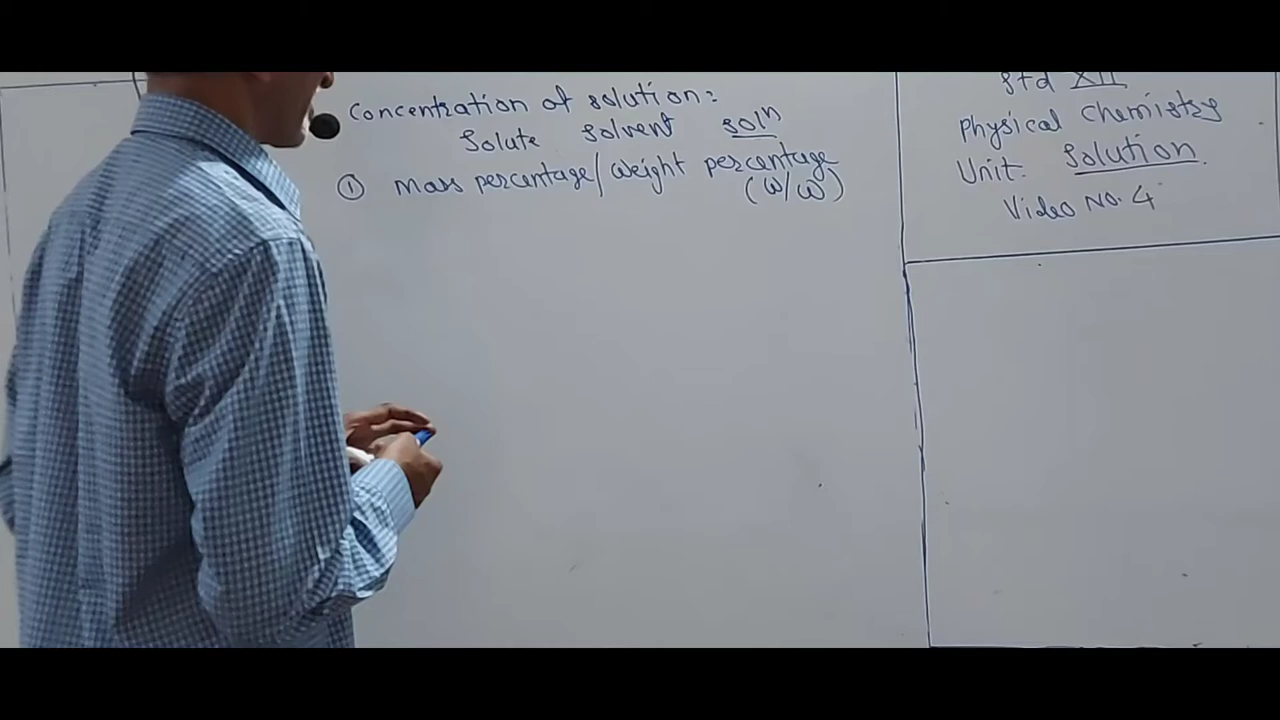 Concentration of solution:
Solute solvent solⁿ
① Mass percentage/weight percentage
(W/W)
Std XII
Physical Chemistry
Unit: Solution.
Video No. 4